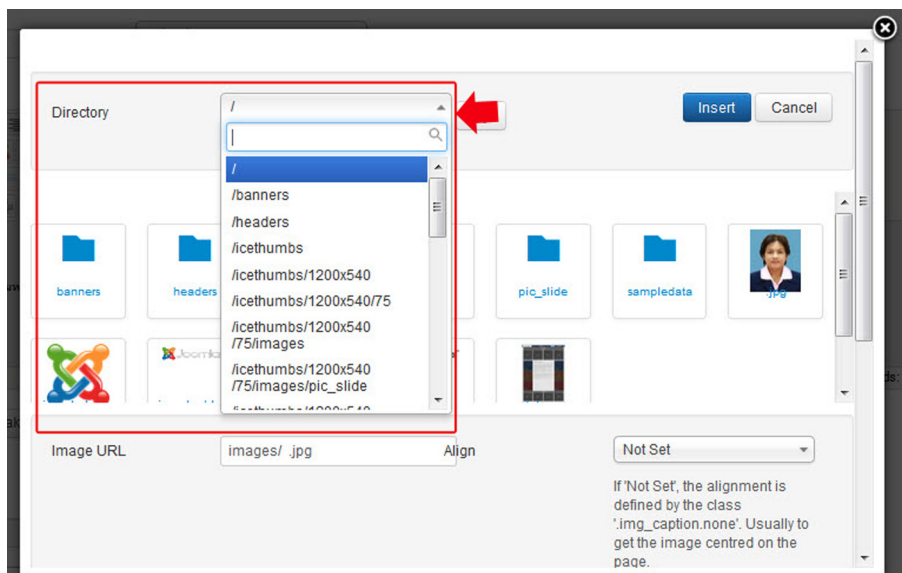 Directory
/
Insert
Cancel
/
/banners
/headers
/icethumbs
/icethumbs/1200x540
/icethumbs/1200x540/75
/icethumbs/1200x540
/75/images
/icethumbs/1200x540
/75/images/pic_slide
banners
headers
pic_slide
sampledata
.jpg
Image URL
images/ .jpg
Align
Not Set
If 'Not Set', the alignment is
defined by the class
'.img_caption.none'. Usually to
get the image centred on the
page.